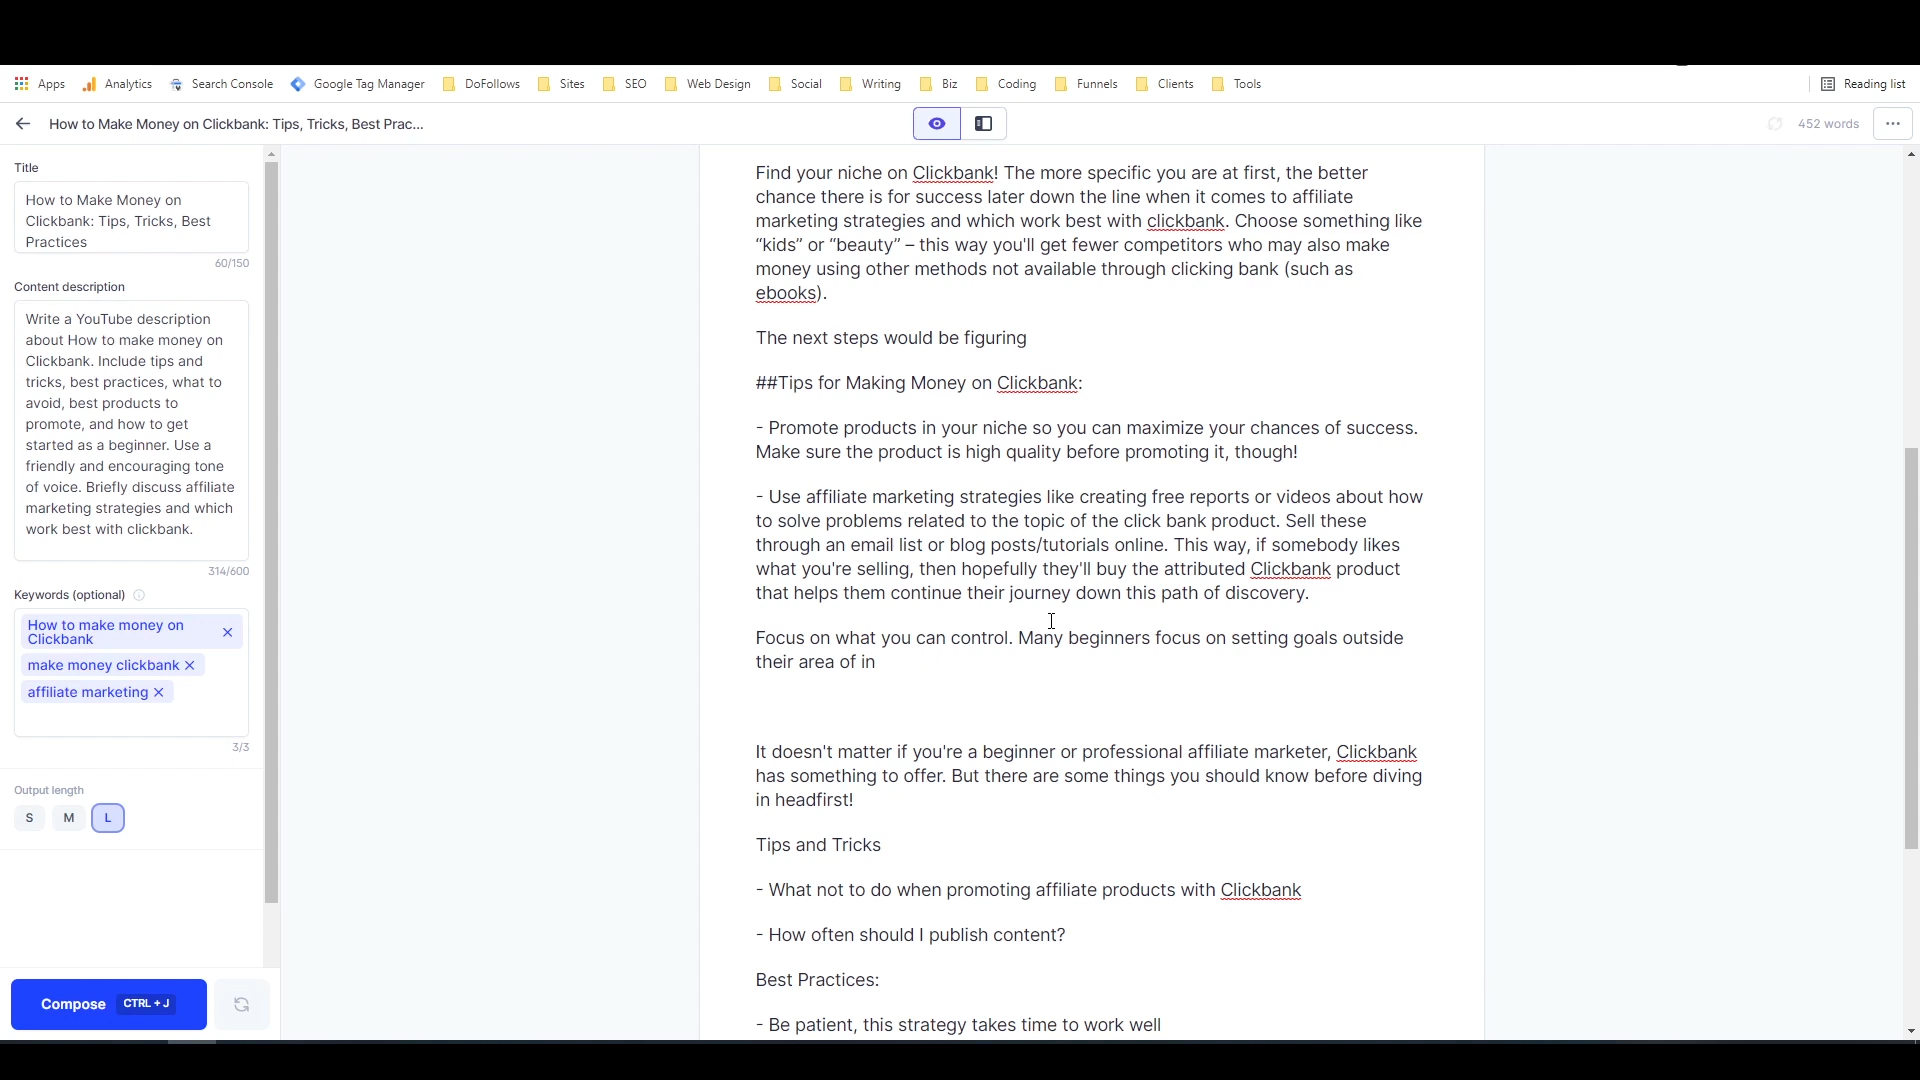 Apps Analytics Search Console Google Tag Manager DoFollows Sites SEO Web Design Social Writing Biz Coding Funnels Clients Tools Reading list
How to Make Money on Clickbank: Tips, Tricks, Best Prac... 452 words
Title
How to Make Money on
Clickbank: Tips, Tricks, Best
Practices
60/150
Content description
Write a YouTube description
about How to make money on
Clickbank. Include tips and
tricks, best practices, what to
avoid, best products to
promote, and how to get
started as a beginner. Use a
friendly and encouraging tone
of voice. Briefly discuss affiliate
marketing strategies and which
work best with clickbank.
314/600
Keywords (optional)
How to make money on
Clickbank
make money clickbank
affiliate marketing
3/3
Output length
S M L
Compose CTRL + J
Find your niche on Clickbank! The more specific you are at first, the better
chance there is for success later down the line when it comes to affiliate
marketing strategies and which work best with clickbank. Choose something like
“kids” or “beauty” – this way you'll get fewer competitors who may also make
money using other methods not available through clicking bank (such as
ebooks).
The next steps would be figuring
##Tips for Making Money on Clickbank:
- Promote products in your niche so you can maximize your chances of success.
Make sure the product is high quality before promoting it, though!
- Use affiliate marketing strategies like creating free reports or videos about how
to solve problems related to the topic of the click bank product. Sell these
through an email list or blog posts/tutorials online. This way, if somebody likes
what you're selling, then hopefully they'll buy the attributed Clickbank product
that helps them continue their journey down this path of discovery.
Focus on what you can control. Many beginners focus on setting goals outside
their area of in
It doesn't matter if you're a beginner or professional affiliate marketer, Clickbank
has something to offer. But there are some things you should know before diving
in headfirst!
Tips and Tricks
- What not to do when promoting affiliate products with Clickbank
- How often should I publish content?
Best Practices:
- Be patient, this strategy takes time to work well